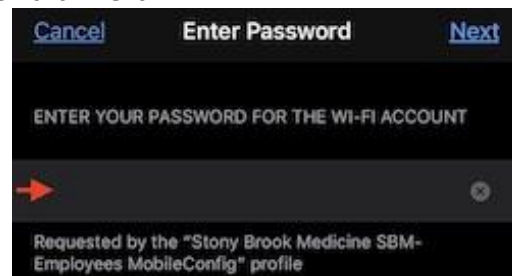 Cancel Enter Password Next
ENTER YOUR PASSWORD FOR THE WI-FI ACCOUNT
Requested by the "Stony Brook Medicine SBM-
Employees MobileConfig" profile